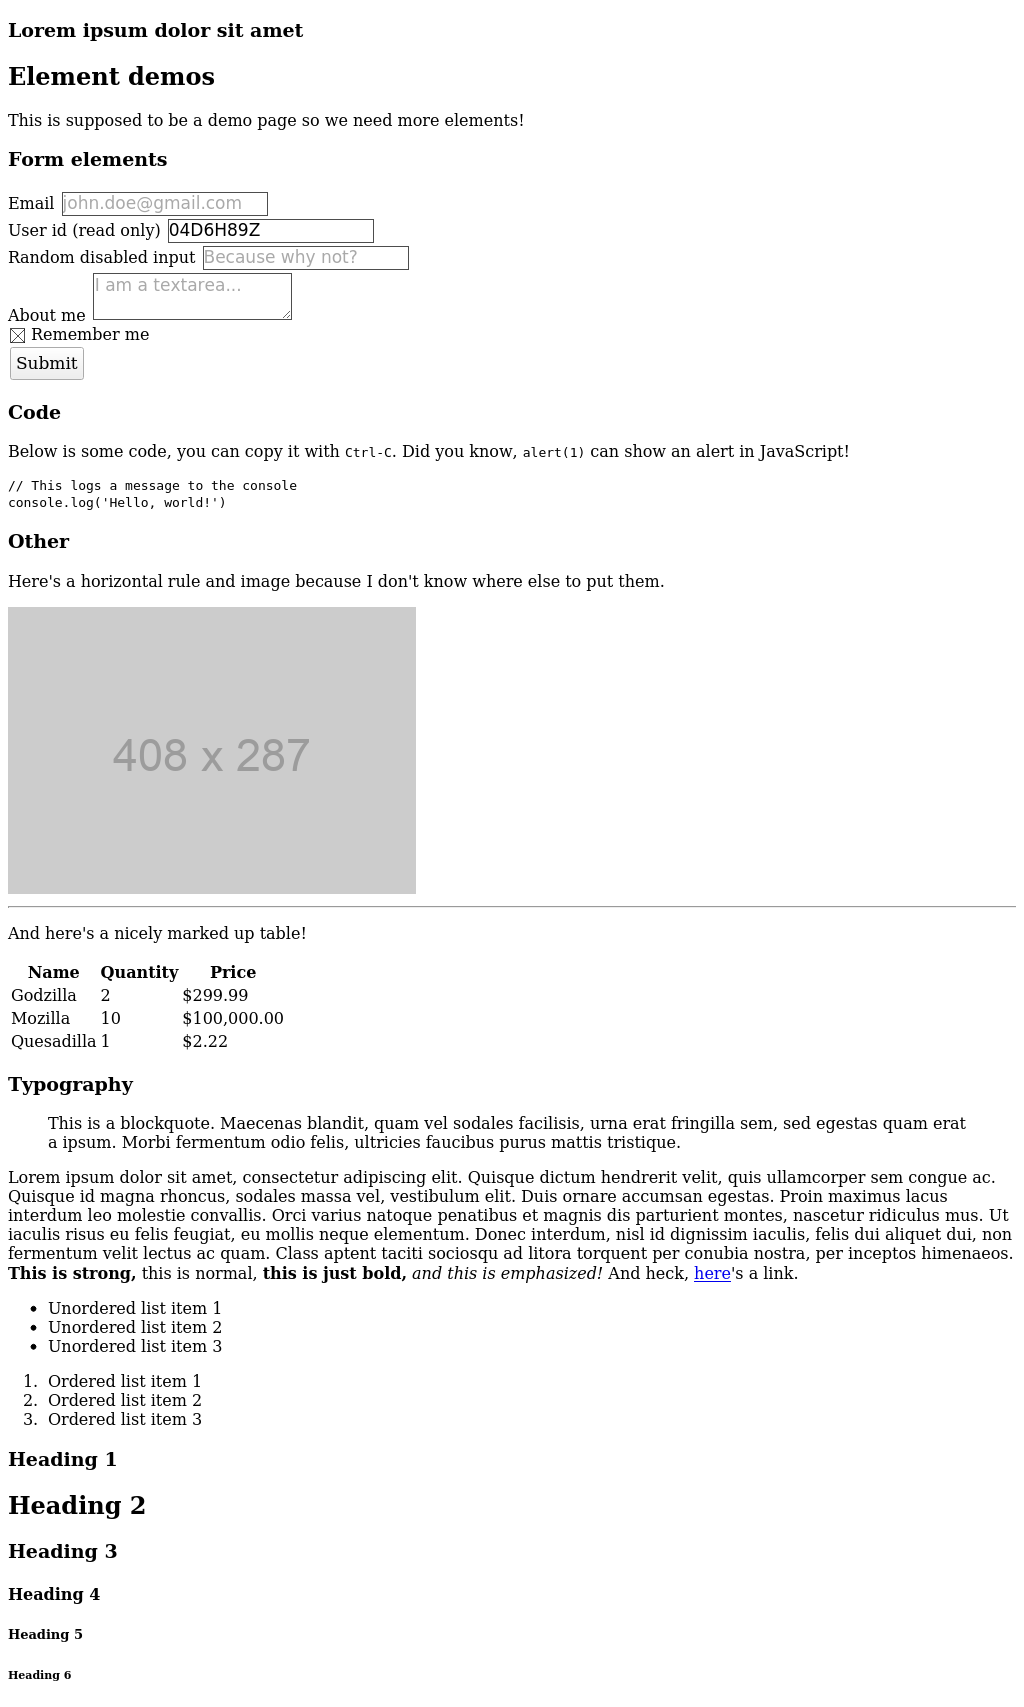 Lorem ipsum dolor sit amet
Element demos
This is supposed to be a demo page so we need more elements!
Form elements
Email john.doe@gmail.com
User id (read only) 04D6H89Z
Random disabled input Because why not?
About me I am a textarea...
Remember me
Submit
Code
Below is some code, you can copy it with Ctrl-C. Did you know, alert(1) can show an alert in JavaScript!
// This logs a message to the console
console.log('Hello, world!')
Other
Here's a horizontal rule and image because I don't know where else to put them.
408 x 287
And here's a nicely marked up table!
Name Quantity Price
Godzilla 2 $299.99
Mozilla 10 $100,000.00
Quesadilla 1 $2.22
Typography
This is a blockquote. Maecenas blandit, quam vel sodales facilisis, urna erat fringilla sem, sed egestas quam erat
a ipsum. Morbi fermentum odio felis, ultricies faucibus purus mattis tristique.
Lorem ipsum dolor sit amet, consectetur adipiscing elit. Quisque dictum hendrerit velit, quis ullamcorper sem congue ac.
Quisque id magna rhoncus, sodales massa vel, vestibulum elit. Duis ornare accumsan egestas. Proin maximus lacus
interdum leo molestie convallis. Orci varius natoque penatibus et magnis dis parturient montes, nascetur ridiculus mus. Ut
iaculis risus eu felis feugiat, eu mollis neque elementum. Donec interdum, nisl id dignissim iaculis, felis dui aliquet dui, non
fermentum velit lectus ac quam. Class aptent taciti sociosqu ad litora torquent per conubia nostra, per inceptos himenaeos.
This is strong, this is normal, this is just bold, and this is emphasized! And heck, here's a link.
• Unordered list item 1
• Unordered list item 2
• Unordered list item 3
1. Ordered list item 1
2. Ordered list item 2
3. Ordered list item 3
Heading 1
Heading 2
Heading 3
Heading 4
Heading 5
Heading 6